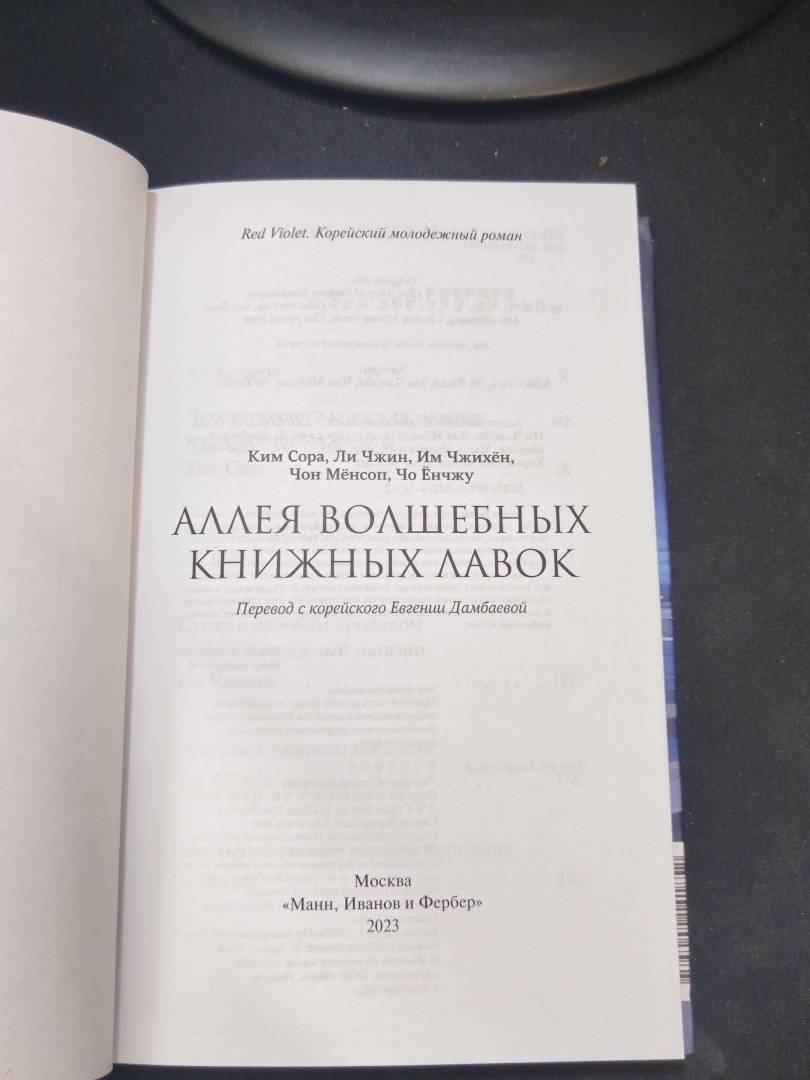 Red Violet. Корейский молодежный роман
Ким Сора, Ли Чжин, Им Чжихён,
Чон Мёнсоп, Чо Ёнчжу
АЛЛЕЯ ВОЛШЕБНЫХ
КНИЖНЫХ ЛАВОК
Перевод с корейского Евгении Дамбаевой
Москва
«Манн, Иванов и Фербер»
2023